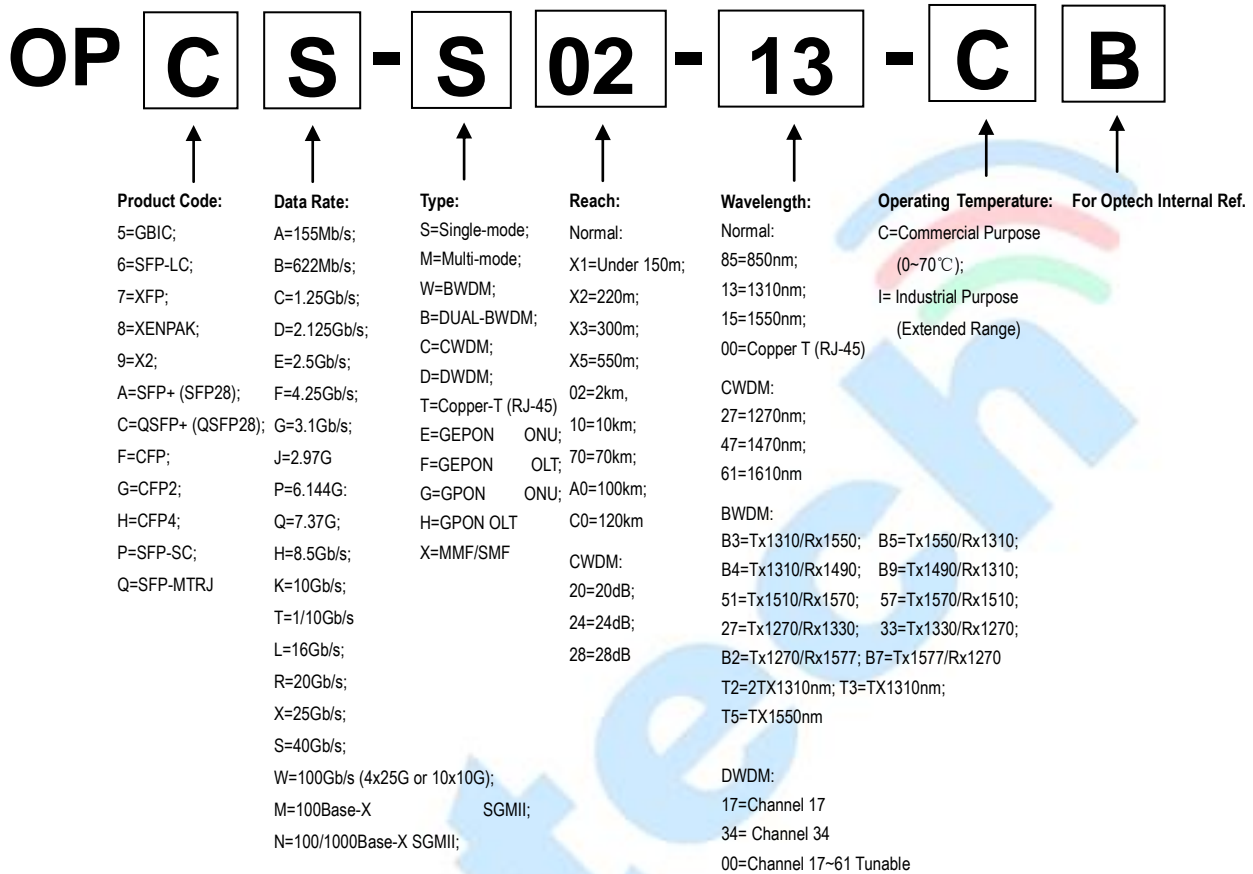 OP C S - S 02 - 13 - C B
Product Code:
5=GBIC;
6=SFP-LC;
7=XFP;
8=XENPAK;
9=X2;
A=SFP+ (SFP28);
C=QSFP+ (QSFP28);
F=CFP;
G=CFP2;
H=CFP4;
P=SFP-SC;
Q=SFP-MTRJ
Data Rate:
A=155Mb/s;
B=622Mb/s;
C=1.25Gb/s;
D=2.125Gb/s;
E=2.5Gb/s;
F=4.25Gb/s;
G=3.1Gb/s;
J=2.97G
P=6.144G:
Q=7.37G;
H=8.5Gb/s;
K=10Gb/s;
T=1/10Gb/s
L=16Gb/s;
R=20Gb/s;
X=25Gb/s;
S=40Gb/s;
W=100Gb/s (4x25G or 10x10G);
M=100Base-X SGMII;
N=100/1000Base-X SGMII;
Type:
S=Single-mode;
M=Multi-mode;
W=BWDM;
B=DUAL-BWDM;
C=CWDM;
D=DWDM;
T=Copper-T (RJ-45)
E=GEPON ONU;
F=GEPON OLT;
G=GPON ONU;
H=GPON OLT
X=MMF/SMF
Reach:
Normal:
X1=Under 150m;
X2=220m;
X3=300m;
X5=550m;
02=2km,
10=10km;
70=70km;
A0=100km;
C0=120km
CWDM:
20=20dB;
24=24dB;
28=28dB
Wavelength:
Normal:
85=850nm;
13=1310nm;
15=1550nm;
00=Copper T (RJ-45)
CWDM:
27=1270nm;
47=1470nm;
61=1610nm
BWDM:
B3=Tx1310/Rx1550; B5=Tx1550/Rx1310;
B4=Tx1310/Rx1490; B9=Tx1490/Rx1310;
51=Tx1510/Rx1570; 57=Tx1570/Rx1510;
27=Tx1270/Rx1330; 33=Tx1330/Rx1270;
B2=Tx1270/Rx1577; B7=Tx1577/Rx1270
T2=2TX1310nm; T3=TX1310nm;
T5=TX1550nm
DWDM:
17=Channel 17
34= Channel 34
00=Channel 17~61 Tunable
Operating Temperature:
C=Commercial Purpose
(0~70℃);
I= Industrial Purpose
(Extended Range)
For Optech Internal Ref.
tech